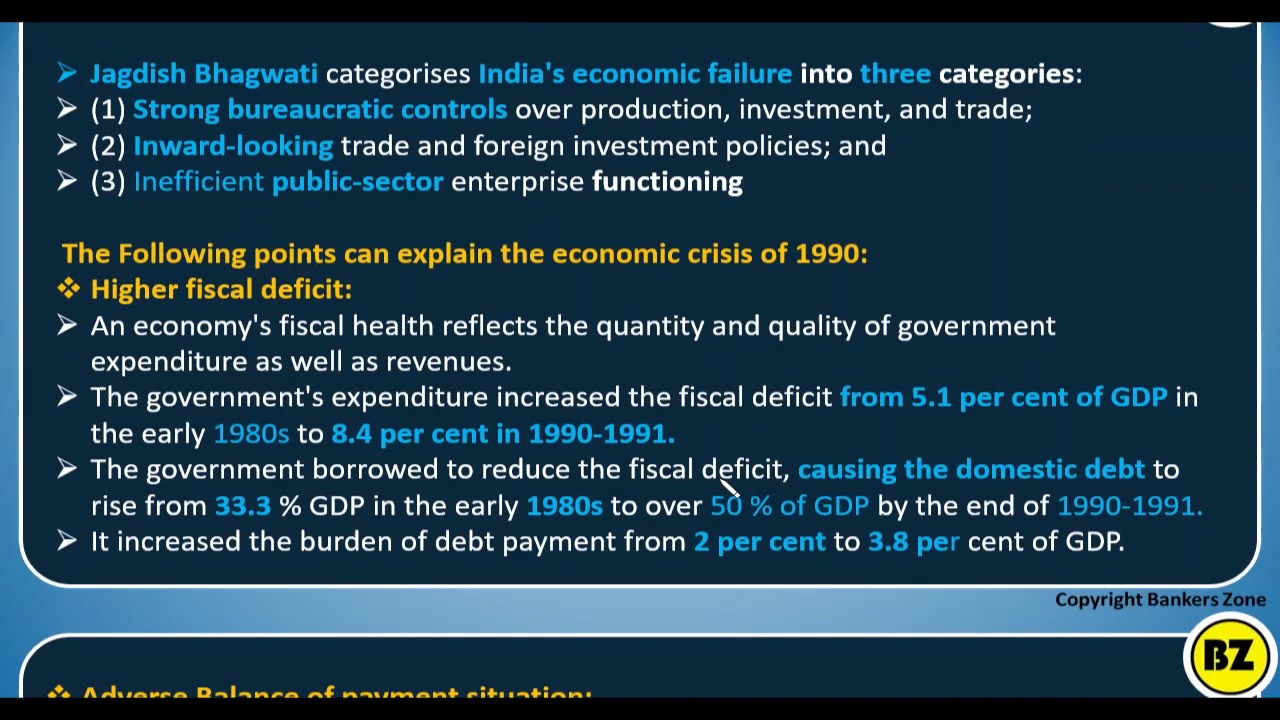 ➢ Jagdish Bhagwati categorises India's economic failure into three categories:
➢ (1) Strong bureaucratic controls over production, investment, and trade;
➢ (2) Inward-looking trade and foreign investment policies; and
➢ (3) Inefficient public-sector enterprise functioning
The Following points can explain the economic crisis of 1990:
❖ Higher fiscal deficit:
➢ An economy's fiscal health reflects the quantity and quality of government
expenditure as well as revenues.
➢ The government's expenditure increased the fiscal deficit from 5.1 per cent of GDP in
the early 1980s to 8.4 per cent in 1990-1991.
➢ The government borrowed to reduce the fiscal deficit, causing the domestic debt to
rise from 33.3 % GDP in the early 1980s to over 50 % of GDP by the end of 1990-1991.
➢ It increased the burden of debt payment from 2 per cent to 3.8 per cent of GDP.
Copyright Bankers Zone
BZ
❖ Adverse Balance of payment situation: